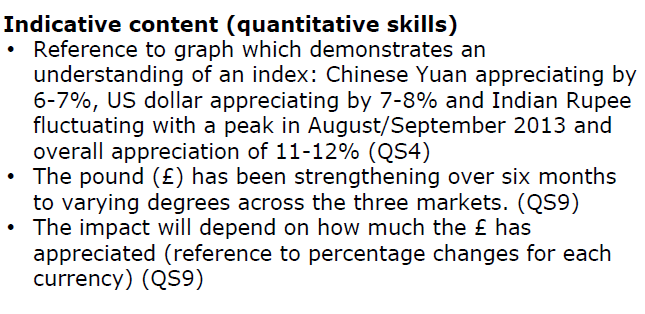 Indicative content (quantitative skills)
• Reference to graph which demonstrates an
understanding of an index: Chinese Yuan appreciating by
6-7%, US dollar appreciating by 7-8% and Indian Rupee
fluctuating with a peak in August/September 2013 and
overall appreciation of 11-12% (QS4)
• The pound (£) has been strengthening over six months
to varying degrees across the three markets. (QS9)
• The impact will depend on how much the £ has
appreciated (reference to percentage changes for each
currency) (QS9)